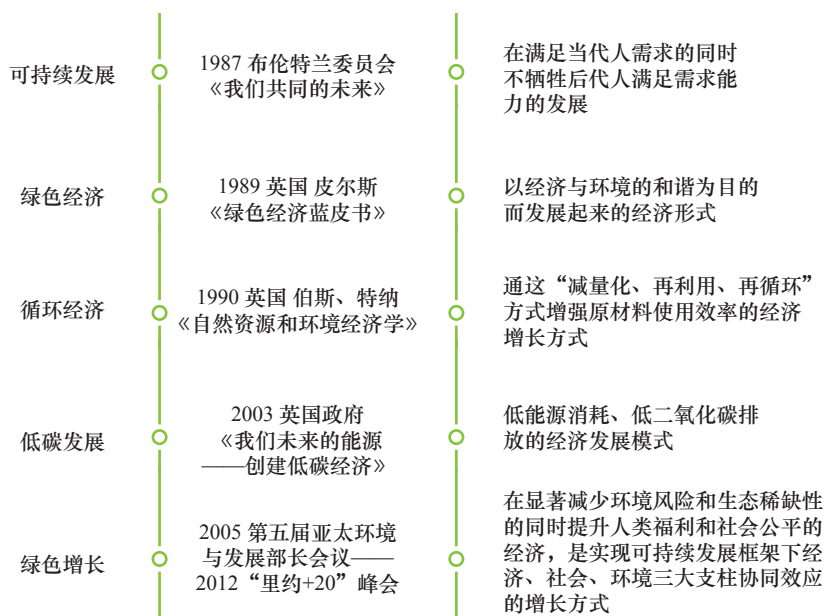 可持续发展
1987 布伦特兰委员会
《我们共同的未来》
在满足当代人需求的同时
不牺牲后代人满足需求能
力的发展
绿色经济
1989 英国 皮尔斯
《绿色经济蓝皮书》
以经济与环境的和谐为目的
而发展起来的经济形式
循环经济
1990 英国 伯斯、特纳
《自然资源和环境经济学》
通这“减量化、再利用、再循环”
方式增强原材料使用效率的经济
增长方式
低碳发展
2003 英国政府
《我们未来的能源
——创建低碳经济》
低能源消耗、低二氧化碳排
放的经济发展模式
绿色增长
2005 第五届亚太环境
与发展部长会议——
2012“里约+20”峰会
在显著减少环境风险和生态稀缺性
的同时提升人类福利和社会公平的
经济，是实现可持续发展框架下经
济、社会、环境三大支柱协同效应
的增长方式